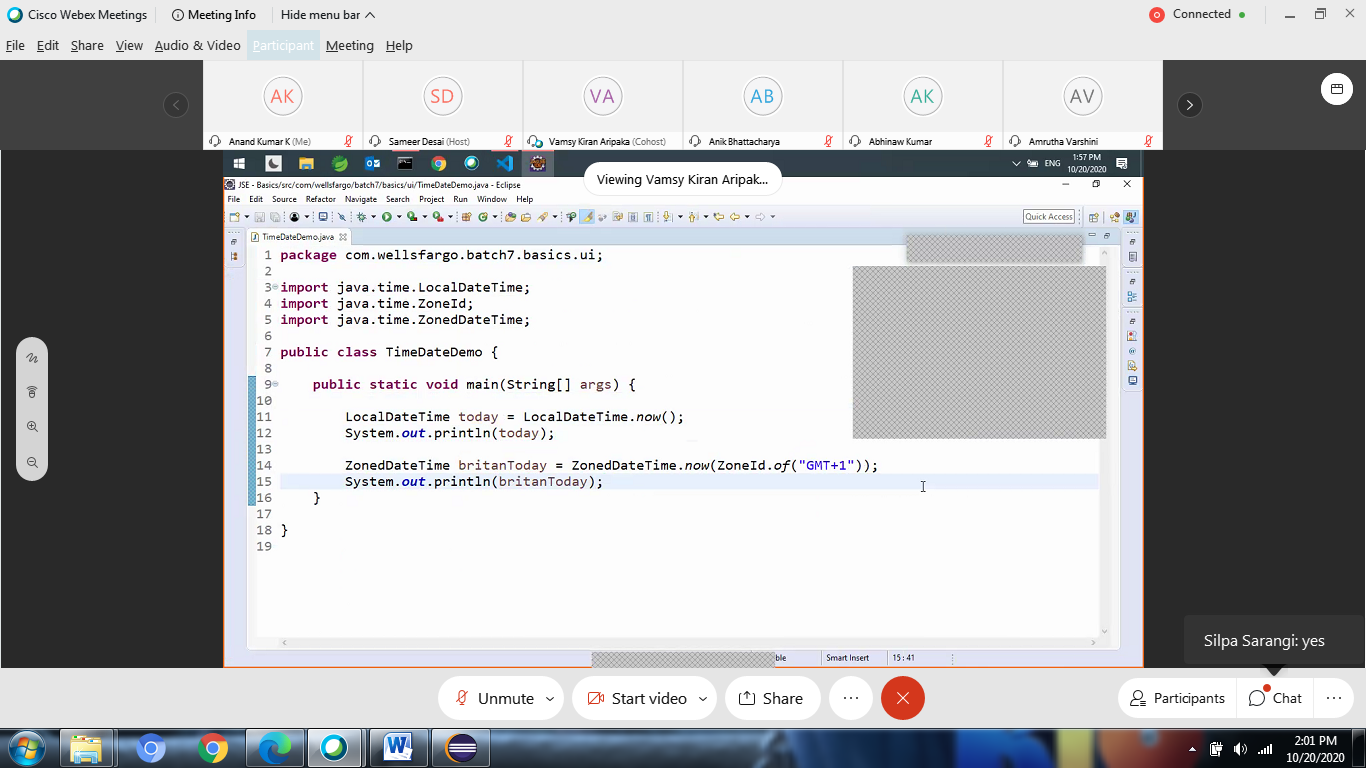 Cisco Webex Meetings Meeting Info Hide menu bar Connected
File Edit Share View Audio & Video Participant Meeting Help
AK SD VA AB AK AV
Anand Kumar K (Me) Sameer Desai (Host) Vamsy Kiran Aripaka (Cohost) Anik Bhattacharya Abhinaw Kumar Amrutha Varshini
ENG 1:57 PM
10/20/2020
Viewing Vamsy Kiran Aripak...
JSE - Basics/src/com/wellsfargo/batch7/basics/ui/TimeDateDemo.java - Eclipse
File Edit Source Refactor Navigate Search Project Run Window Help
Quick Access
TimeDateDemo.java
1 package com.wellsfargo.batch7.basics.ui;
2
3 import java.time.LocalDateTime;
4 import java.time.ZoneId;
5 import java.time.ZonedDateTime;
6
7 public class TimeDateDemo {
8
9 public static void main(String[] args) {
10
11 LocalDateTime today = LocalDateTime.now();
12 System.out.println(today);
13
14 ZonedDateTime britanToday = ZonedDateTime.now(ZoneId.of("GMT+1"));
15 System.out.println(britanToday);
16 }
17
18 }
19
Silpa Sarangi: yes
ble Smart Insert 15 : 41
Unmute Start video Share Participants Chat
2:01 PM
10/20/2020